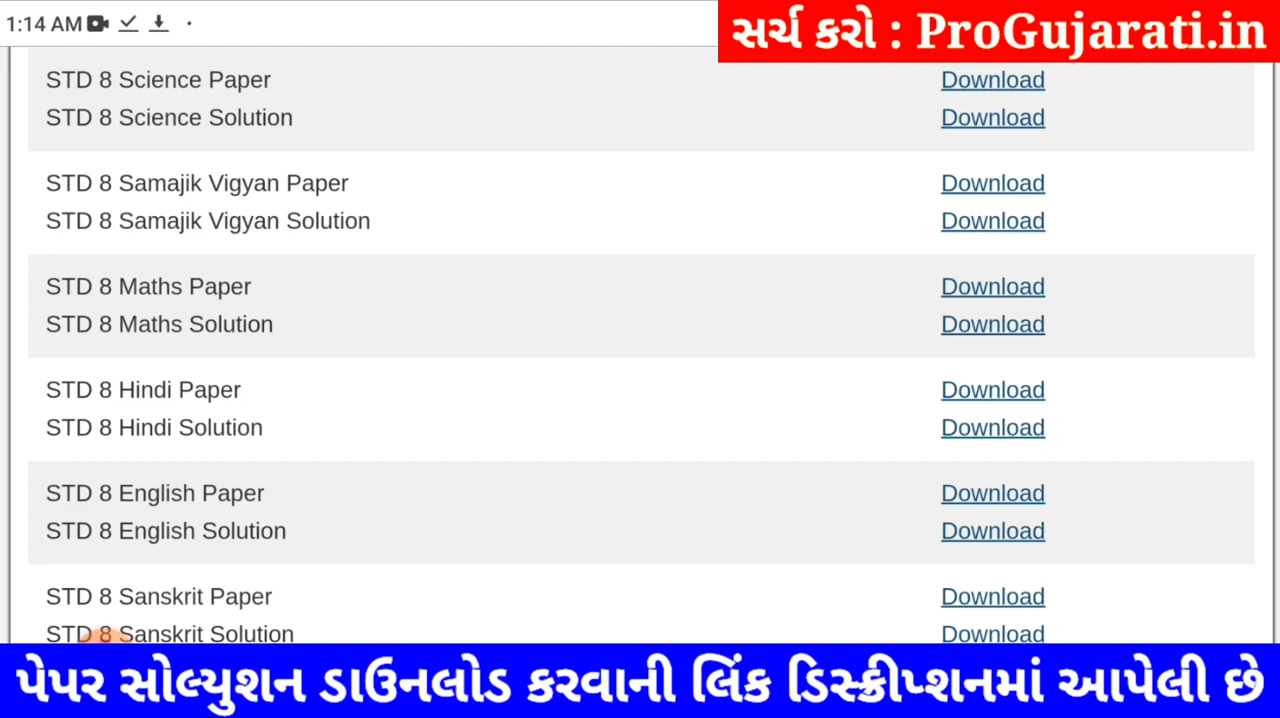 1:14 AM
સર્ચ કરો : ProGujarati.in
STD 8 Science Paper Download
STD 8 Science Solution Download
STD 8 Samajik Vigyan Paper Download
STD 8 Samajik Vigyan Solution Download
STD 8 Maths Paper Download
STD 8 Maths Solution Download
STD 8 Hindi Paper Download
STD 8 Hindi Solution Download
STD 8 English Paper Download
STD 8 English Solution Download
STD 8 Sanskrit Paper Download
STD 8 Sanskrit Solution Download
પેપર સોલ્યુશન ડાઉનલોડ કરવાની લિંક ડિસ્ક્રીપ્શનમાં આપેલી છે